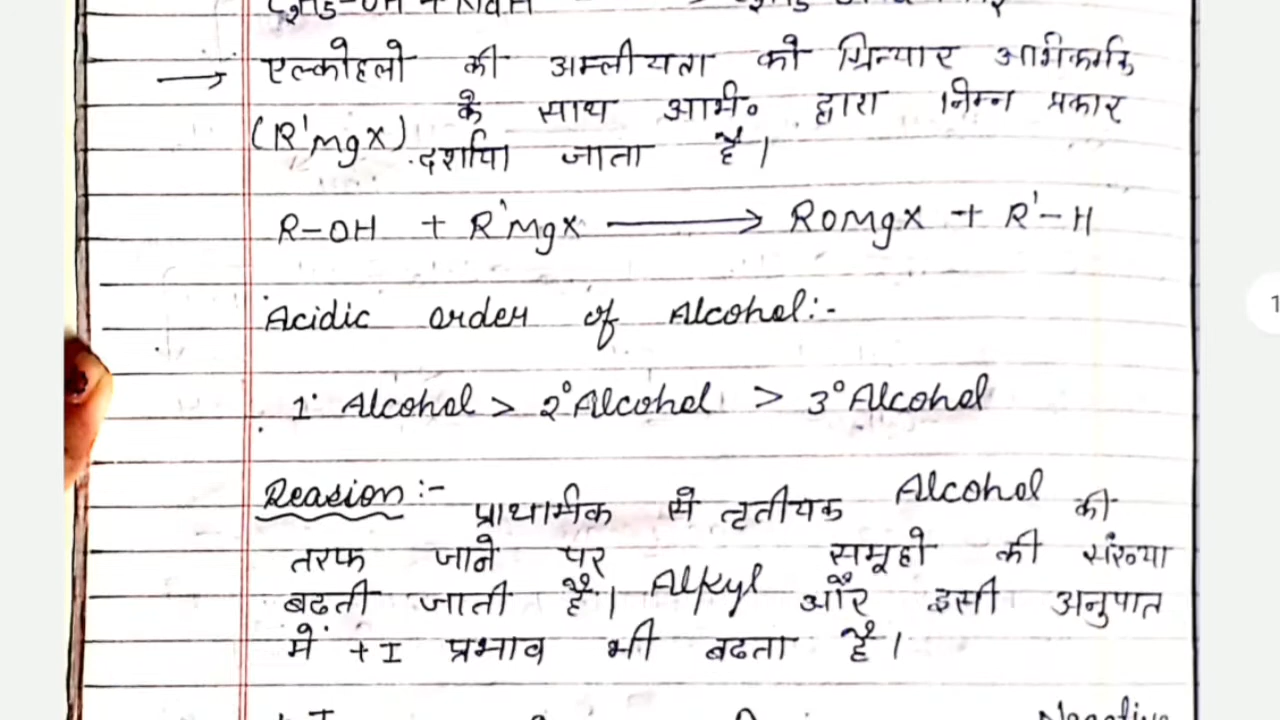 → एल्कोहलो की अम्लीयता को ग्रिन्यार अभिकर्मक
(R'MgX) के साथ अभि० द्वारा निम्न प्रकार
दर्शाया जाता है।
R-OH + R'MgX ⟶ ROMgX + R'-H
Acidic order of Alcohol:-
1° Alcohol > 2° Alcohol > 3° Alcohol
Reasion :- प्राथमिक से तृतीयक Alcohol की
तरफ जाने पर Alkyl समूहो की संख्या
बढती जाती है। और इसी अनुपात
में +I प्रभाव भी बढता है।
Negative
1